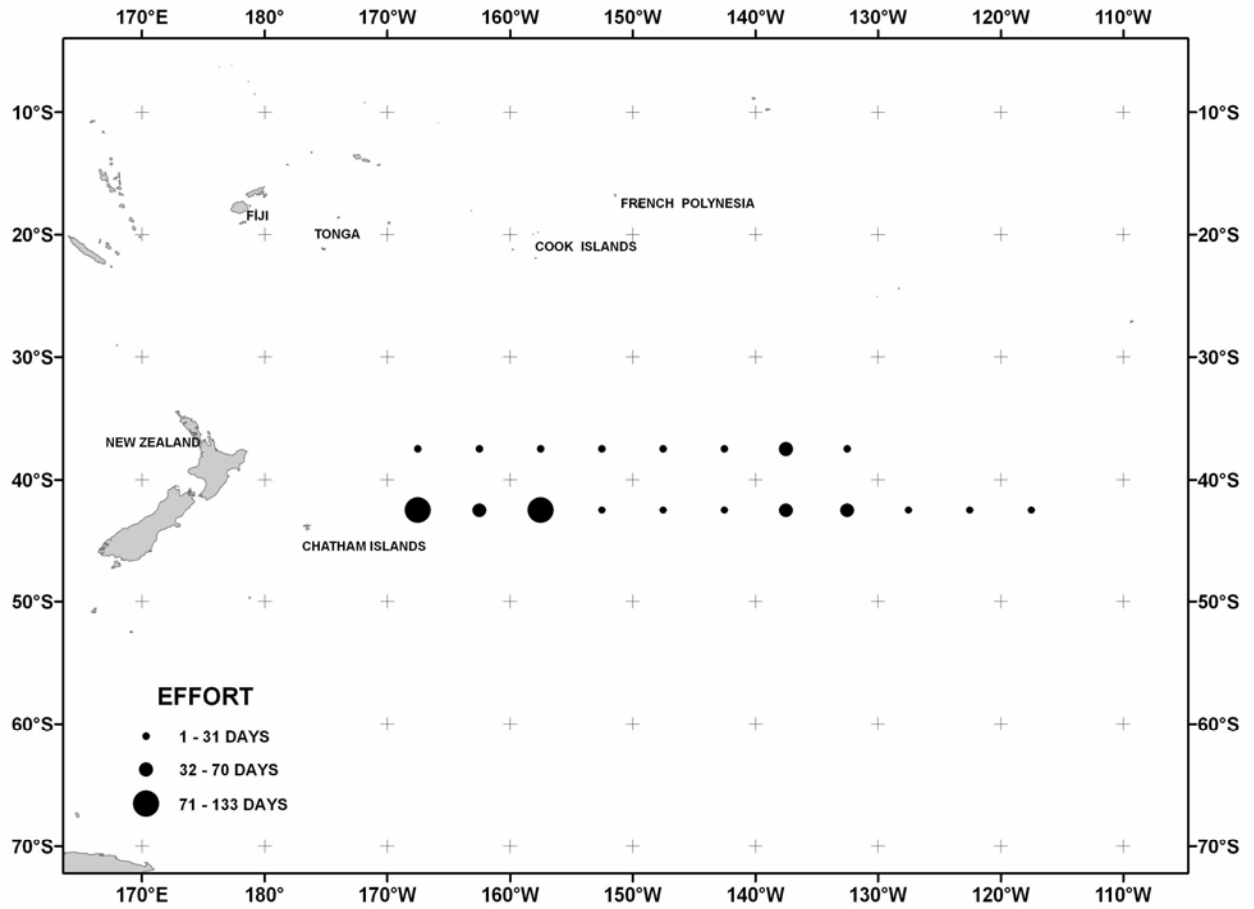 170°E 180° 170°W 160°W 150°W 140°W 130°W 120°W 110°W
10°S 10°S
FRENCH POLYNESIA
FIJI
TONGA
20°S 20°S
COOK ISLANDS
30°S 30°S
NEW ZEALAND
40°S 40°S
CHATHAM ISLANDS
50°S 50°S
EFFORT
60°S 60°S
1 - 31 DAYS
32 - 70 DAYS
71 - 133 DAYS
70°S 70°S
170°E 180° 170°W 160°W 150°W 140°W 130°W 120°W 110°W